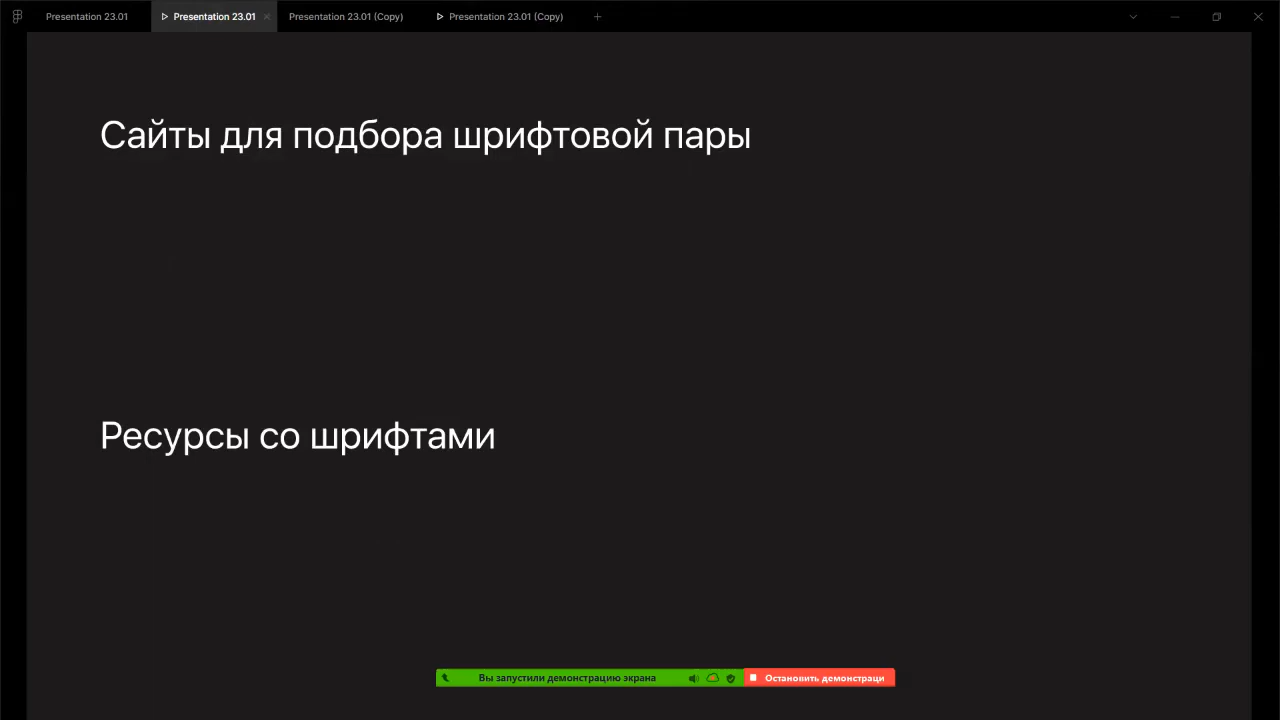 Presentation 23.01
Presentation 23.01
Presentation 23.01 (Copy)
Presentation 23.01 (Copy)
Сайты для подбора шрифтовой пары
Ресурсы со шрифтами
Вы запустили демонстрацию экрана
Остановить демонстраци